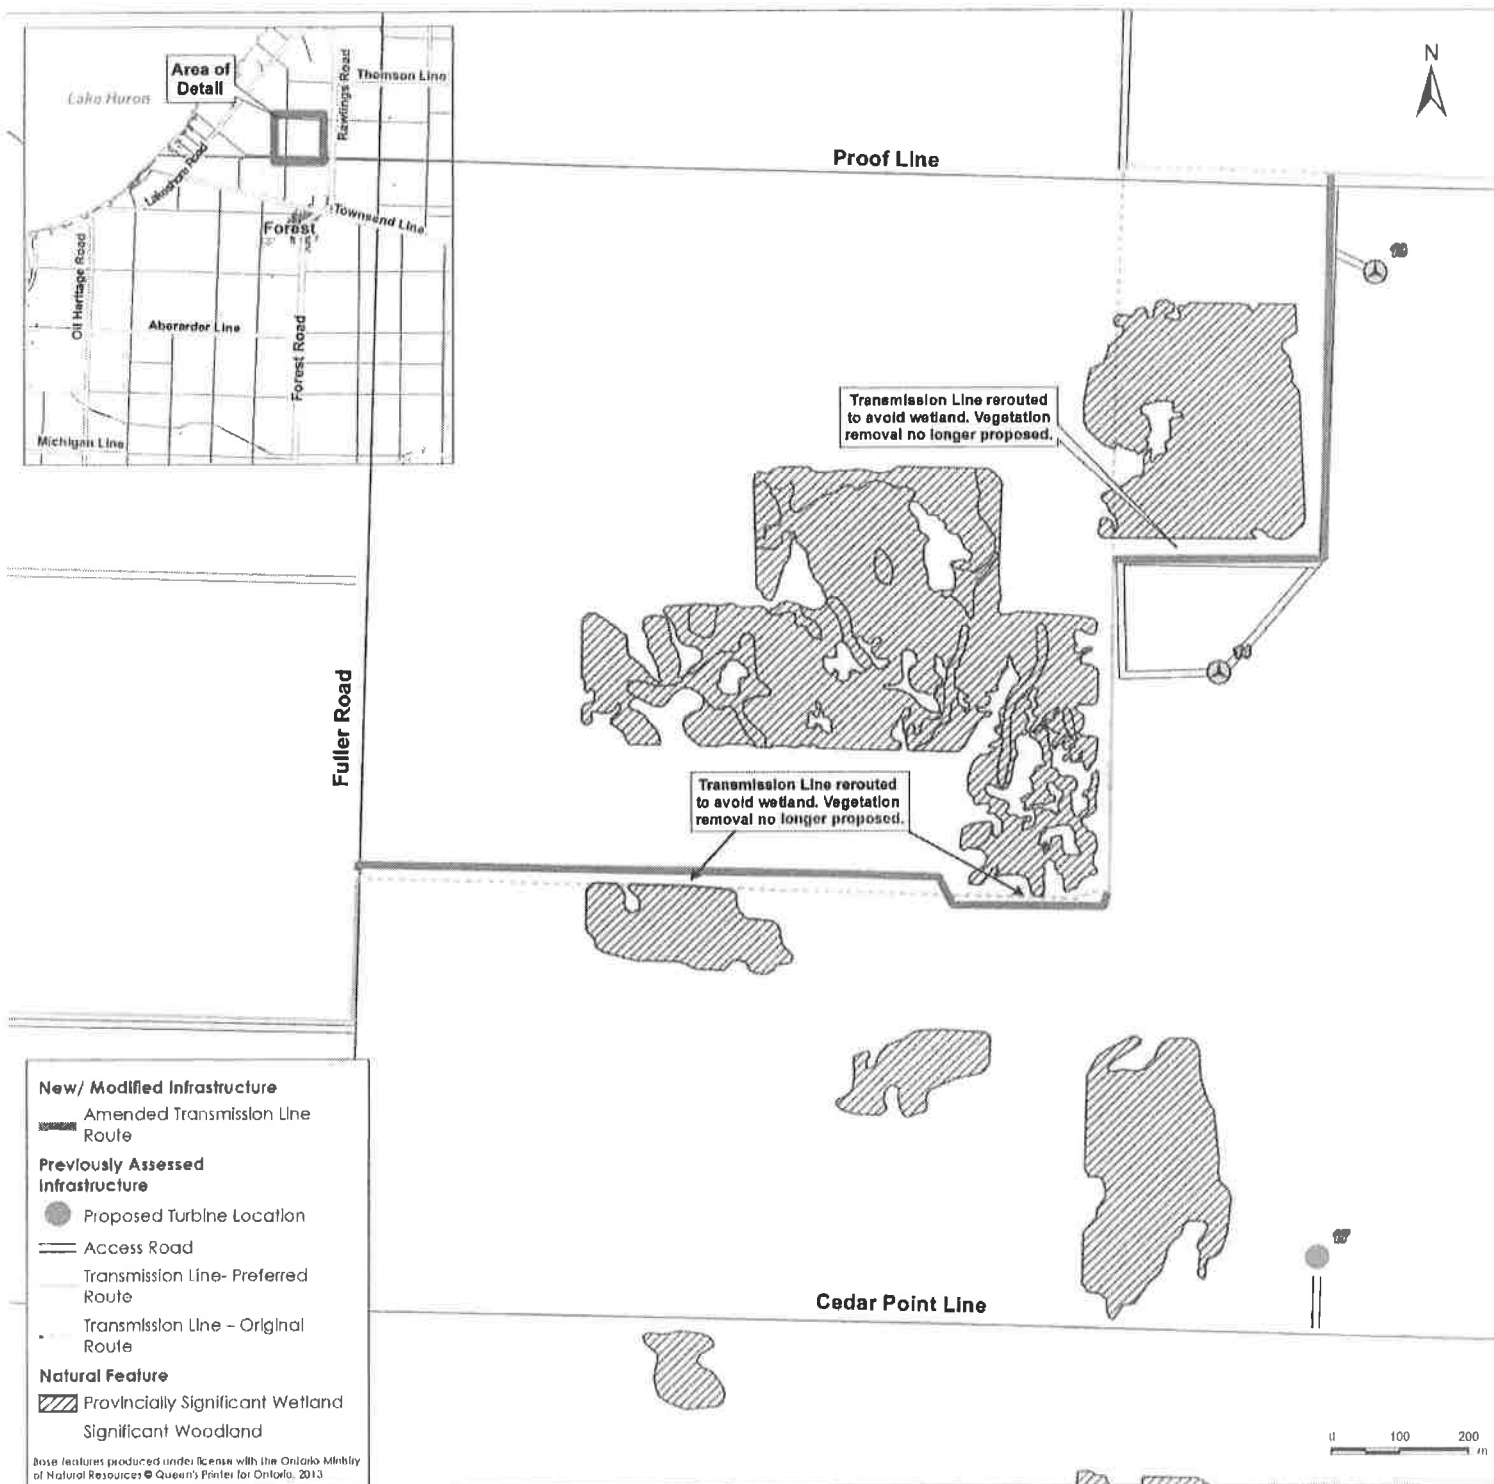 Area of
Detail
Lake Huron
Thomson Line
Rawlings Road
Lakeshore Road
Townsend Line
Forest
Oil Heritage Road
Aberarder Line
Forest Road
Michigan Line
N
Proof Line
Transmission Line rerouted
to avoid wetland. Vegetation
removal no longer proposed.
Fuller Road
Transmission Line rerouted
to avoid wetland. Vegetation
removal no longer proposed.
Cedar Point Line
New/ Modified Infrastructure
Amended Transmission Line
Route
Previously Assessed
Infrastructure
Proposed Turbine Location
Access Road
Transmission Line- Preferred
Route
Transmission Line – Original
Route
Natural Feature
Provincially Significant Wetland
Significant Woodland
Base features produced under license with the Ontario Ministry
of Natural Resources © Queen's Printer for Ontario, 2013
0 100 200
m